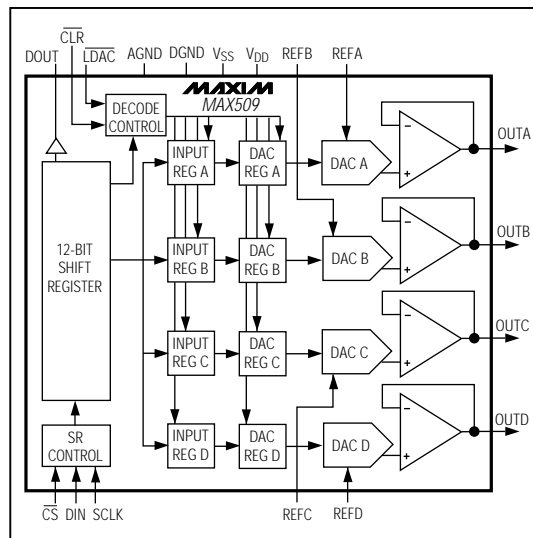 CLR
DOUT
LDAC
AGND
DGND
VSS
VDD
REFB
REFA
MAXIM
MAX509
DECODE
CONTROL
INPUT
REG A
DAC
REG A
DAC A
OUTA
12-BIT
SHIFT
REGISTER
INPUT
REG B
DAC
REG B
DAC B
OUTB
INPUT
REG C
DAC
REG C
DAC C
OUTC
SR
CONTROL
INPUT
REG D
DAC
REG D
DAC D
OUTD
CS
DIN
SCLK
REFC
REFD